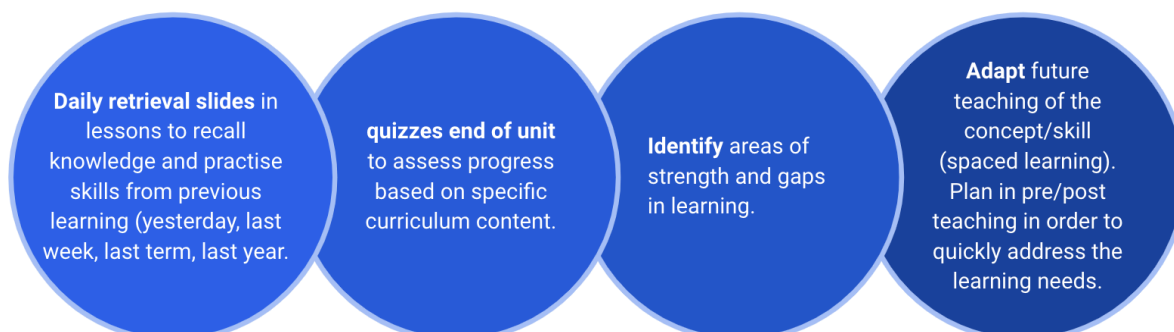 Daily retrieval slides in
lessons to recall
knowledge and practise
skills from previous
learning (yesterday, last
week, last term, last year.
quizzes end of unit
to assess progress
based on specific
curriculum content.
Identify areas of
strength and gaps
in learning.
Adapt future
teaching of the
concept/skill
(spaced learning).
Plan in pre/post
teaching in order to
quickly address the
learning needs.